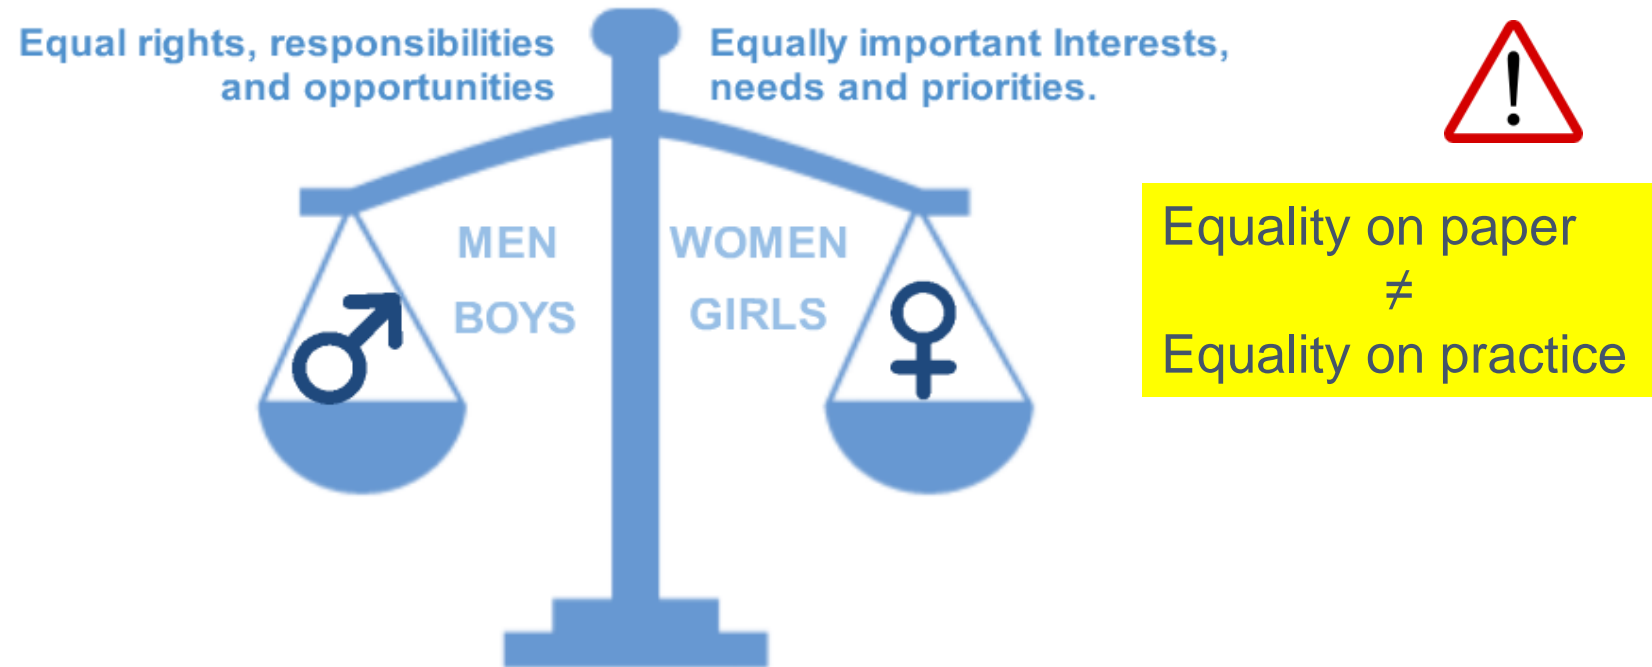 Equal rights, responsibilities
and opportunities
Equally important Interests,
needs and priorities.
MEN
BOYS
WOMEN
GIRLS
Equality on paper
≠
Equality on practice